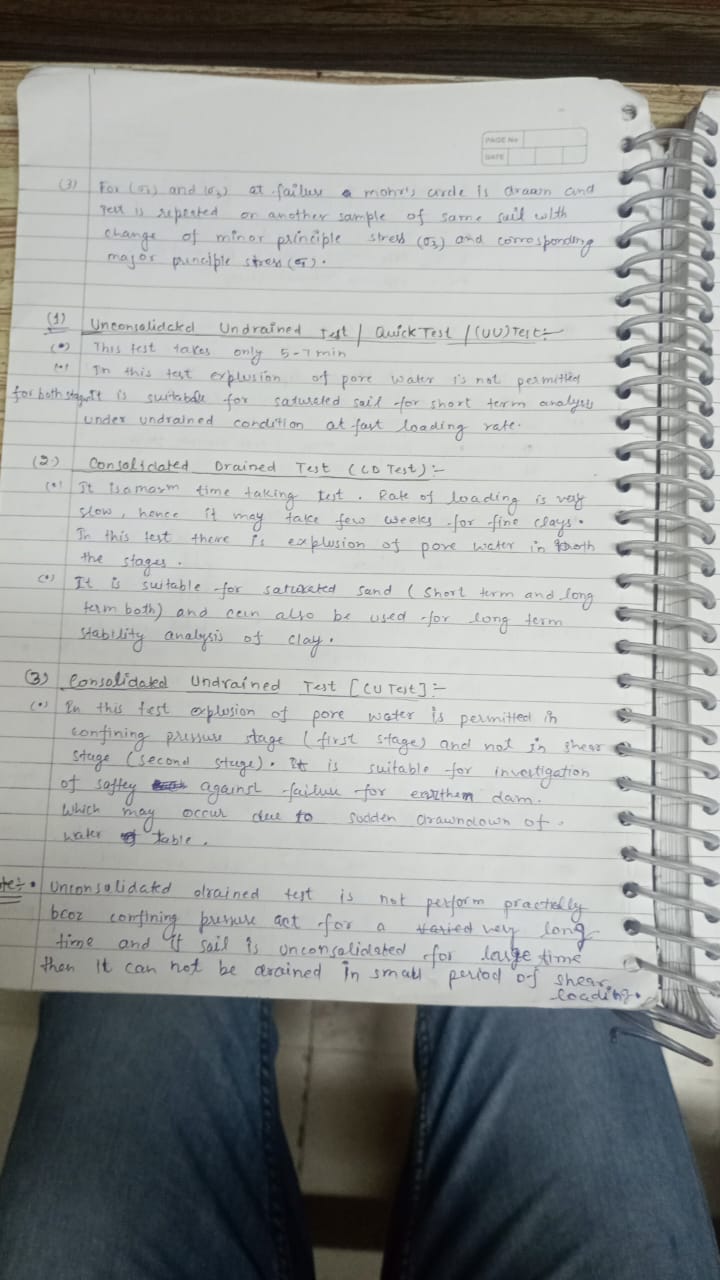 PAGE No
DATE
(3) For (σ1) and (σ3) at failure a mohr's circle is drawn and
test is repeated on another sample of same soil with
change of minor principle stress (σ3) and corrosponding
major principle stress (σ1).
(1) Unconsolidated Undrained Test / Quick Test / (UU) Test:-
(•) This test takes only 5-7 min
(•) In this test explusion of pore water is not permitted
for both stag It is suitable for saturated soil for short term analysis
under undrained condition at fast loading rate.
(2) Consolidated Drained Test (CD Test):-
(•) It is a time taking test. Rate of loading is very
slow, hence it may take few weeks for fine clays.
In this test there is explusion of pore water in both
the stages.
(•) It is suitable for saturated sand (short term and long
term both) and can also be used for long term
stability analysis of clay.
(3) Consolidated Undrained Test [CU Test]:-
(•) In this test explusion of pore water is permitted in
confining pressure stage (first stage) and not in shear
stage (second stage). It is suitable for investigation
of saftey against failure for earthen dam.
which may occur due to sudden drawndown of.
water table.
te:- • Unconsolidated drained test is not perform practielly
bcoz confining pressure act for a very long
time and if soil is unconsolidated for large time
then it can not be drained in small period of shear
loading.